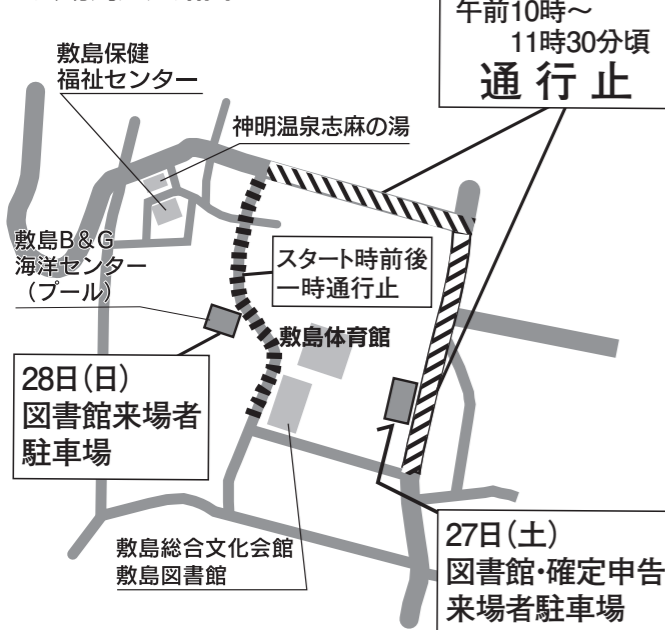 午前10時～
11時30分頃
通行止
敷島保健
福祉センター
神明温泉志麻の湯
敷島B＆G
海洋センター
（プール）
スタート時前後
一時通行止
敷島体育館
28日（日）
図書館来場者
駐車場
敷島総合文化会館
敷島図書館
27日（土）
図書館・確定申告
来場者駐車場